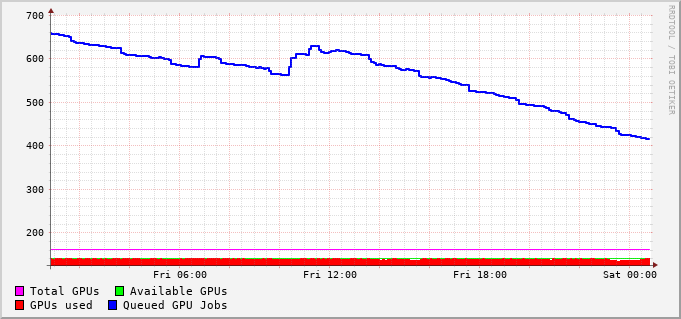 700
600
500
400
300
200
Fri 06:00 Fri 12:00 Fri 18:00 Sat 00:00
Total GPUs Available GPUs
GPUs used Queued GPU Jobs
RRDTOOL / TOBI OETIKER